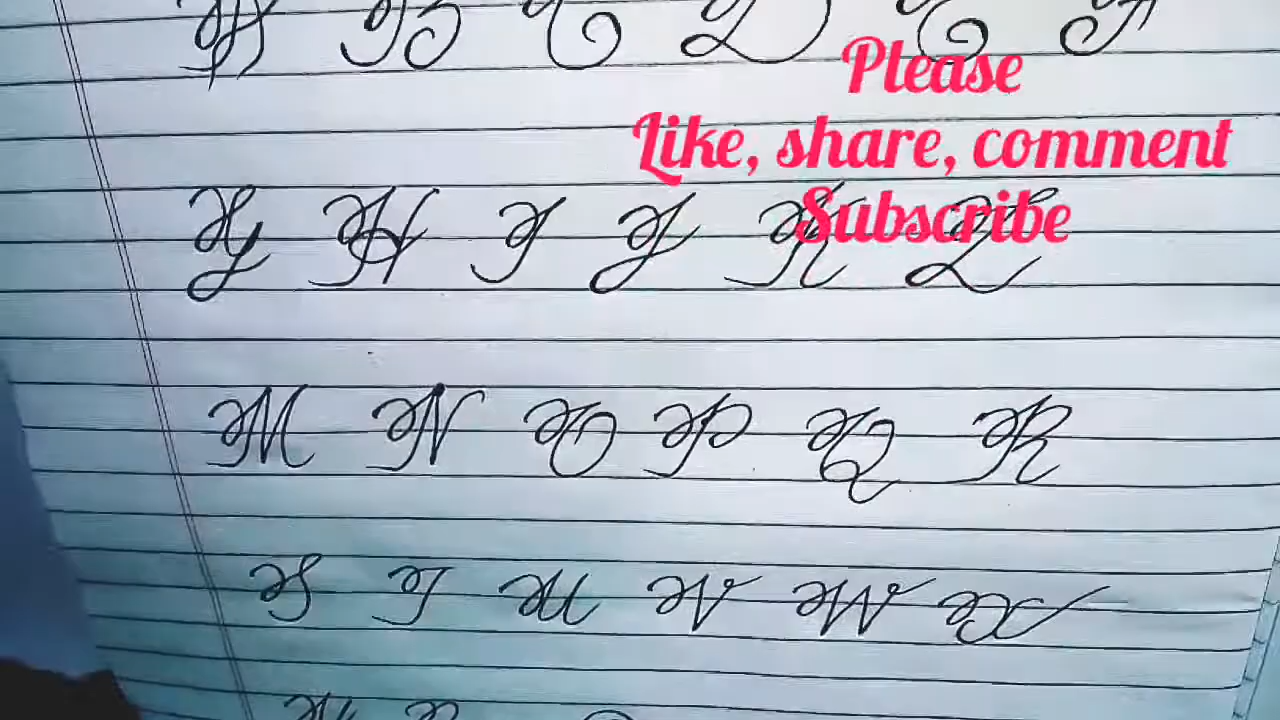 A B C D E F
Please
Like, share, comment
Subscribe
G H I J K L
M N O P Q R
S T U V W X